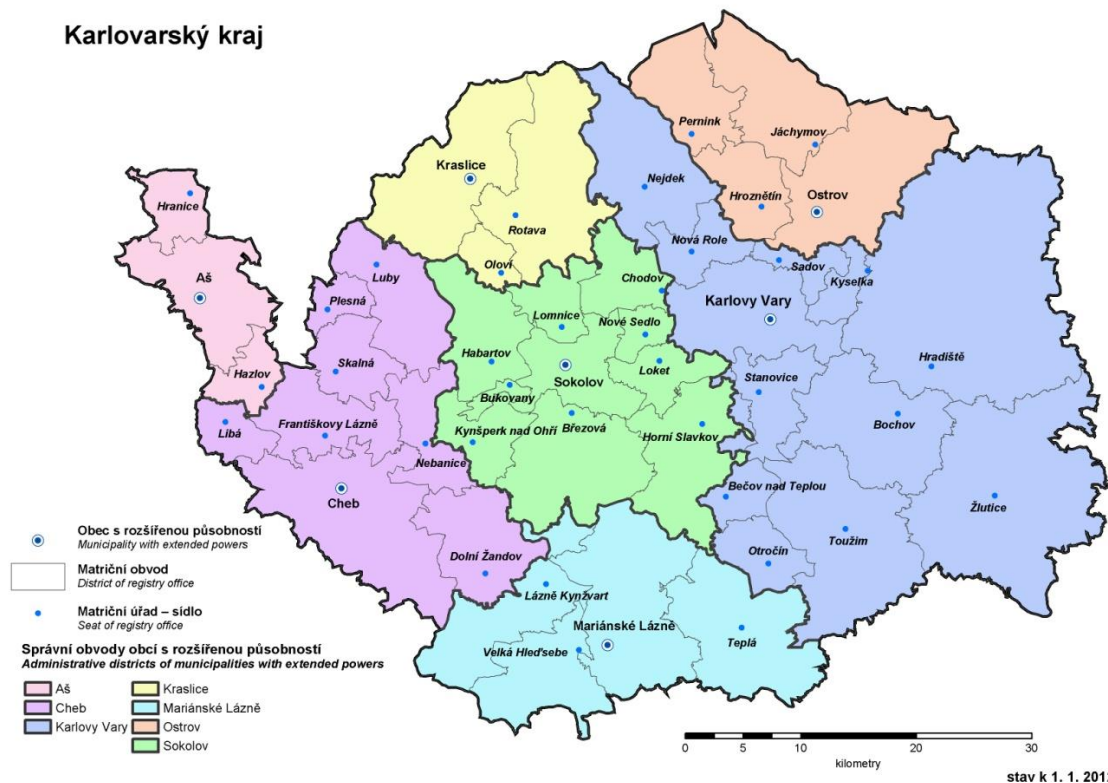 Karlovarský kraj
Pernink
Jáchymov
Kraslice
Nejdek
Hranice
Hroznětín
Ostrov
Rotava
Nová Role
Luby
Oloví
Sadov
Aš
Chodov
Kyselka
Plesná
Karlovy Vary
Lomnice
Nové Sedlo
Skalná
Habartov
Hradiště
Hazlov
Sokolov
Loket
Stanovice
Bukovany
Františkovy Lázně
Březová
Bochov
Libá
Kynšperk nad Ohří
Horní Slavkov
Nebanice
Cheb
Bečov nad Teplou
Žlutice
Toužim
Otročín
Dolní Žandov
Lázně Kynžvart
Mariánské Lázně
Teplá
Velká Hleďsebe
Obec s rozšířenou působností
Municipality with extended powers
Matriční obvod
District of registry office
Matriční úřad – sídlo
Seat of registry office
Správní obvody obcí s rozšířenou působností
Administrative districts of municipalities with extended powers
Aš
Cheb
Karlovy Vary
Kraslice
Mariánské Lázně
Ostrov
Sokolov
0 5 10 20 30
kilometry
stav k 1. 1. 201